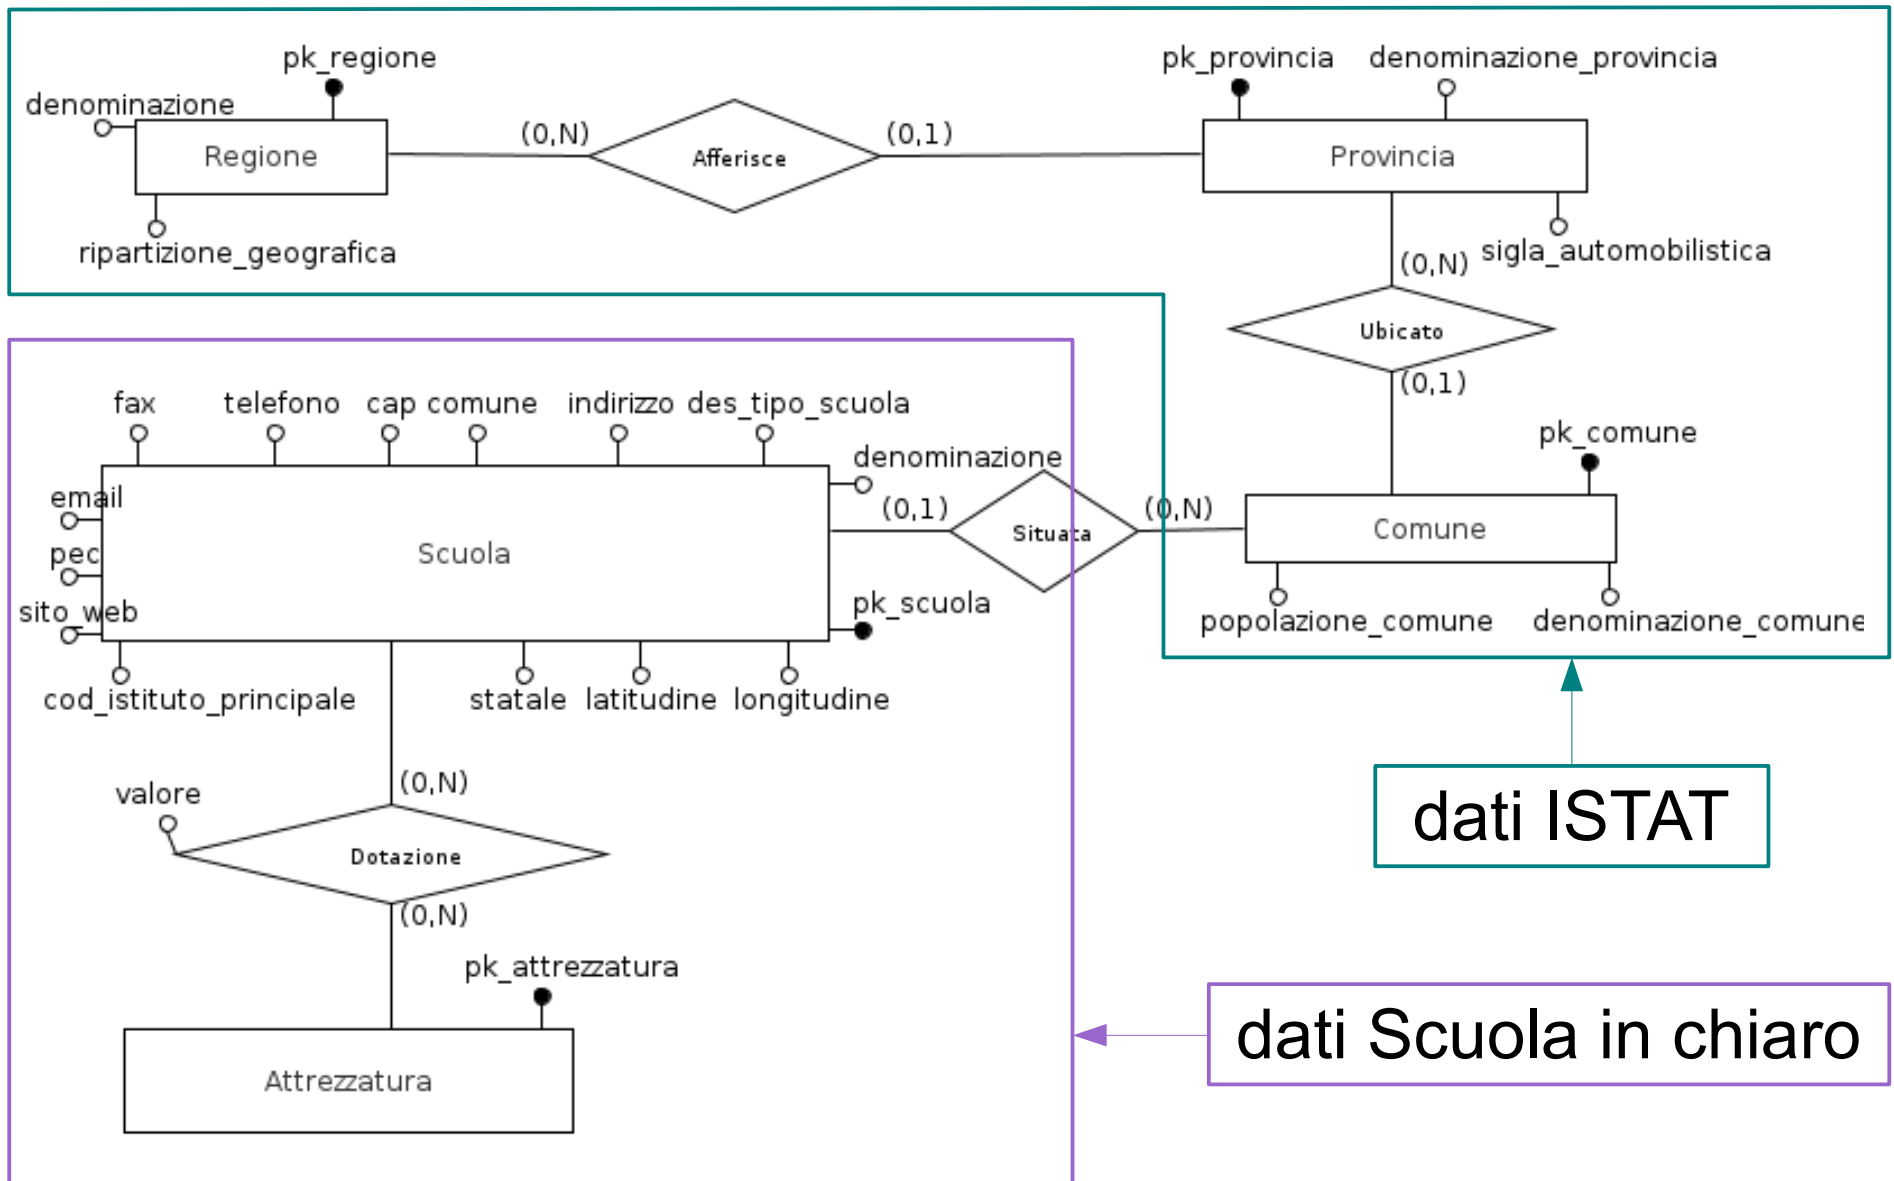 pk_regione
pk_provincia denominazione_provincia
denominazione
(0,N) (0,1)
Regione Afferisce Provincia
ripartizione_geografica
sigla_automobilistica
(0,N)
Ubicato
(0,1)
fax telefono cap comune indirizzo des_tipo_scuola
pk_comune
denominazione
email
(0,1) (0,N)
Situata Comune
pec
Scuola
sito_web
pk_scuola
popolazione_comune denominazione_comune
cod_istituto_principale statale latitudine longitudine
(0,N)
valore
dati ISTAT
Dotazione
(0,N)
pk_attrezzatura
dati Scuola in chiaro
Attrezzatura